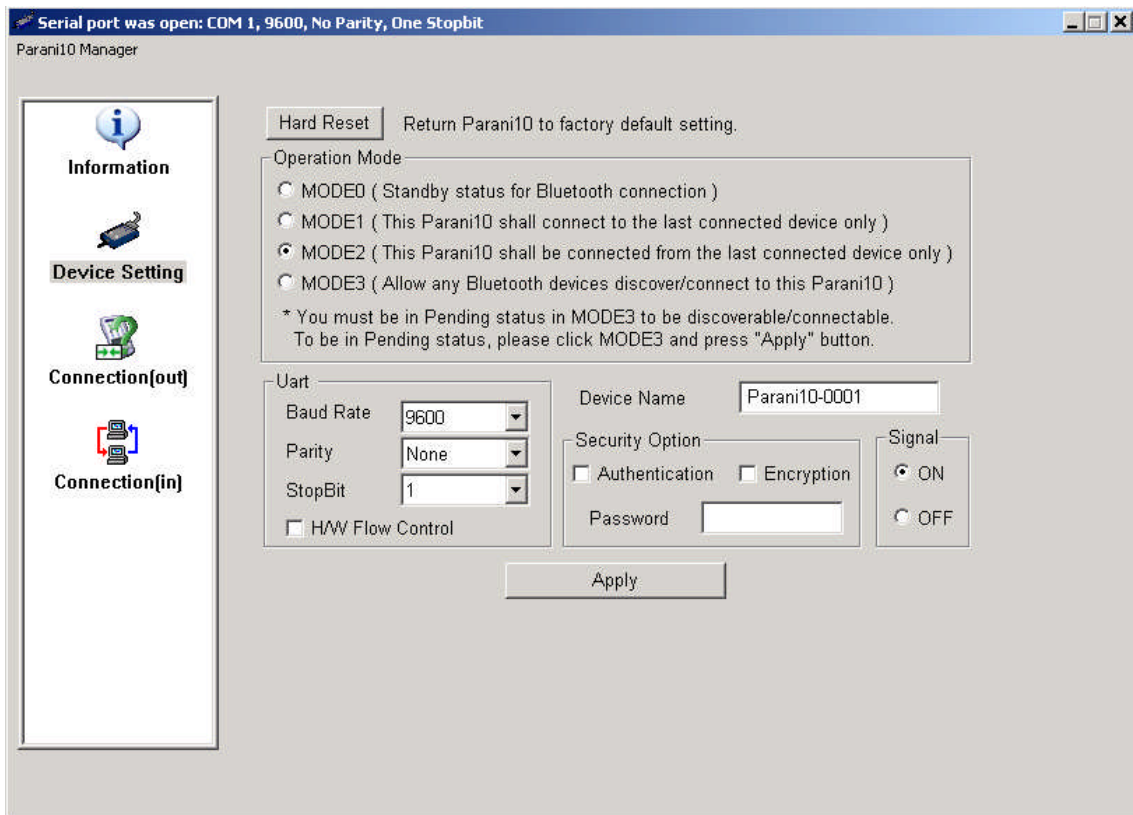 Serial port was open: COM 1, 9600, No Parity, One Stopbit
Parani10 Manager
Information
Device Setting
Connection(out)
Connection(in)
Hard Reset Return Parani10 to factory default setting.
Operation Mode
MODE0 ( Standby status for Bluetooth connection )
MODE1 ( This Parani10 shall connect to the last connected device only )
MODE2 ( This Parani10 shall be connected from the last connected device only )
MODE3 ( Allow any Bluetooth devices discover/connect to this Parani10 )
* You must be in Pending status in MODE3 to be discoverable/connectable.
To be in Pending status, please click MODE3 and press "Apply" button.
Uart
Baud Rate 9600
Parity None
StopBit 1
H/W Flow Control
Device Name Parani10-0001
Security Option
Authentication Encryption
Password
Signal
ON
OFF
Apply